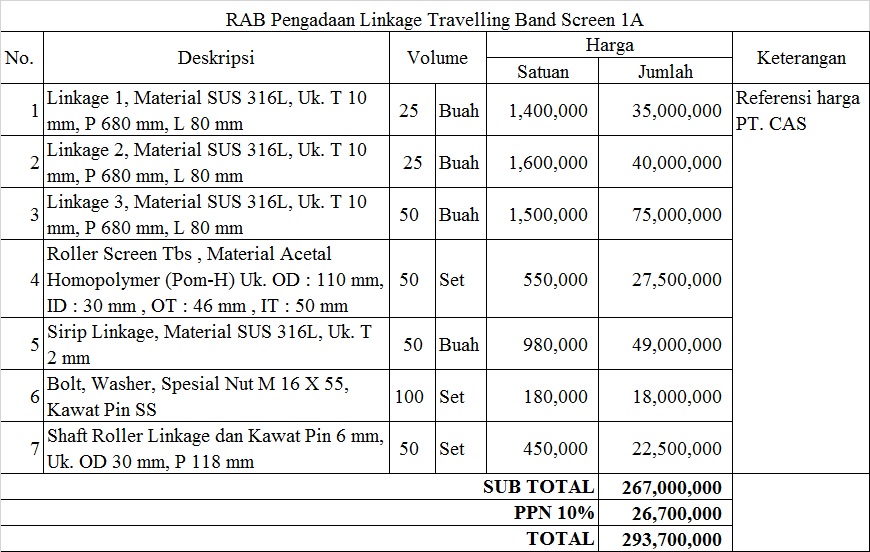 RAB Pengadaan Linkage Travelling Band Screen 1A
No. Deskripsi Volume Harga Keterangan
Satuan Jumlah
1 Linkage 1, Material SUS 316L, Uk. T 10 25 Buah 1,400,000 35,000,000 Referensi harga
mm, P 680 mm, L 80 mm PT. CAS
2 Linkage 2, Material SUS 316L, Uk. T 10 25 Buah 1,600,000 40,000,000
mm, P 680 mm, L 80 mm
3 Linkage 3, Material SUS 316L, Uk. T 10 50 Buah 1,500,000 75,000,000
mm, P 680 mm, L 80 mm
Roller Screen Tbs , Material Acetal
4 Homopolymer (Pom-H) Uk. OD : 110 mm, 50 Set 550,000 27,500,000
ID : 30 mm , OT : 46 mm , IT : 50 mm
5 Sirip Linkage, Material SUS 316L, Uk. T 50 Buah 980,000 49,000,000
2 mm
6 Bolt, Washer, Spesial Nut M 16 X 55, 100 Set 180,000 18,000,000
Kawat Pin SS
7 Shaft Roller Linkage dan Kawat Pin 6 mm, 50 Set 450,000 22,500,000
Uk. OD 30 mm, P 118 mm
SUB TOTAL 267,000,000
PPN 10% 26,700,000
TOTAL 293,700,000